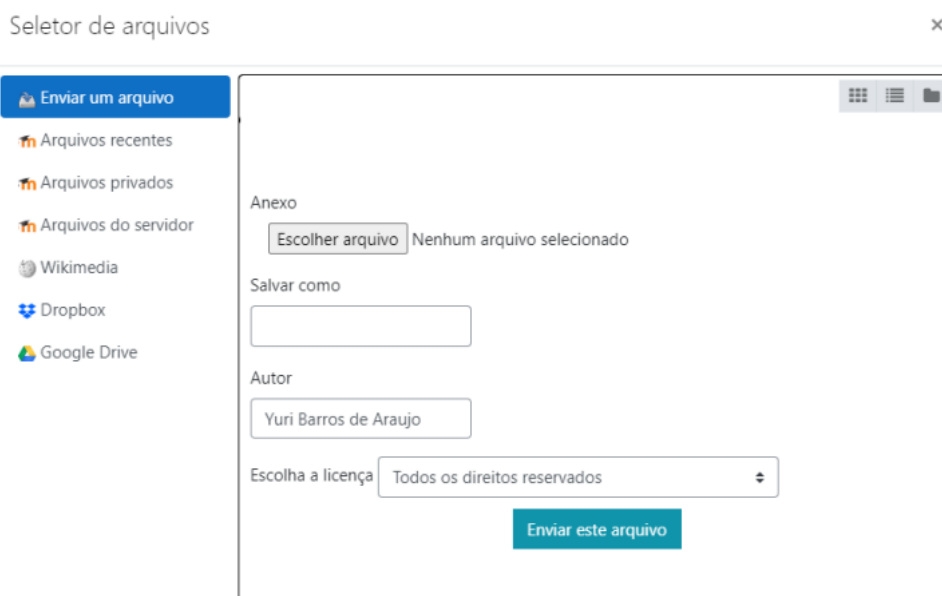 Seletor de arquivos
×
Enviar um arquivo
Arquivos recentes
Arquivos privados
Arquivos do servidor
Wikimedia
Dropbox
Google Drive
Anexo
Escolher arquivo Nenhum arquivo selecionado
Salvar como
Autor
Yuri Barros de Araujo
Escolha a licença Todos os direitos reservados
Enviar este arquivo